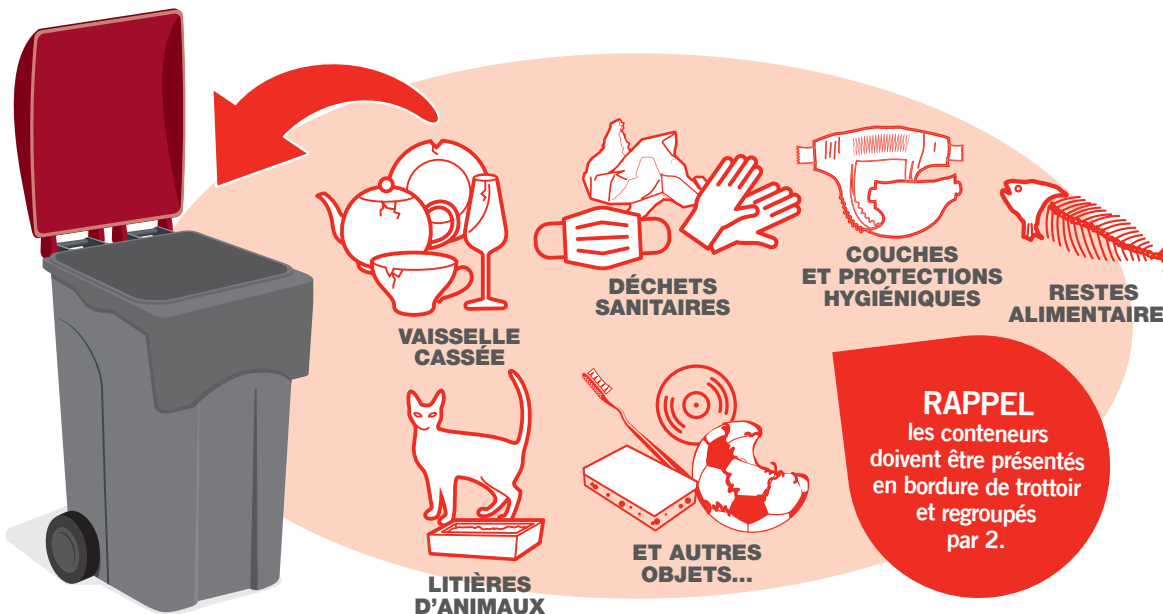 VAISSELLE
CASSÉE
DÉCHETS
SANITAIRES
COUCHES
ET PROTECTIONS
HYGIÉNIQUES
RESTES
ALIMENTAIRE
LITIÈRES
D'ANIMAUX
ET AUTRES
OBJETS...
RAPPEL
les conteneurs
doivent être présentés
en bordure de trottoir
et regroupés
par 2.